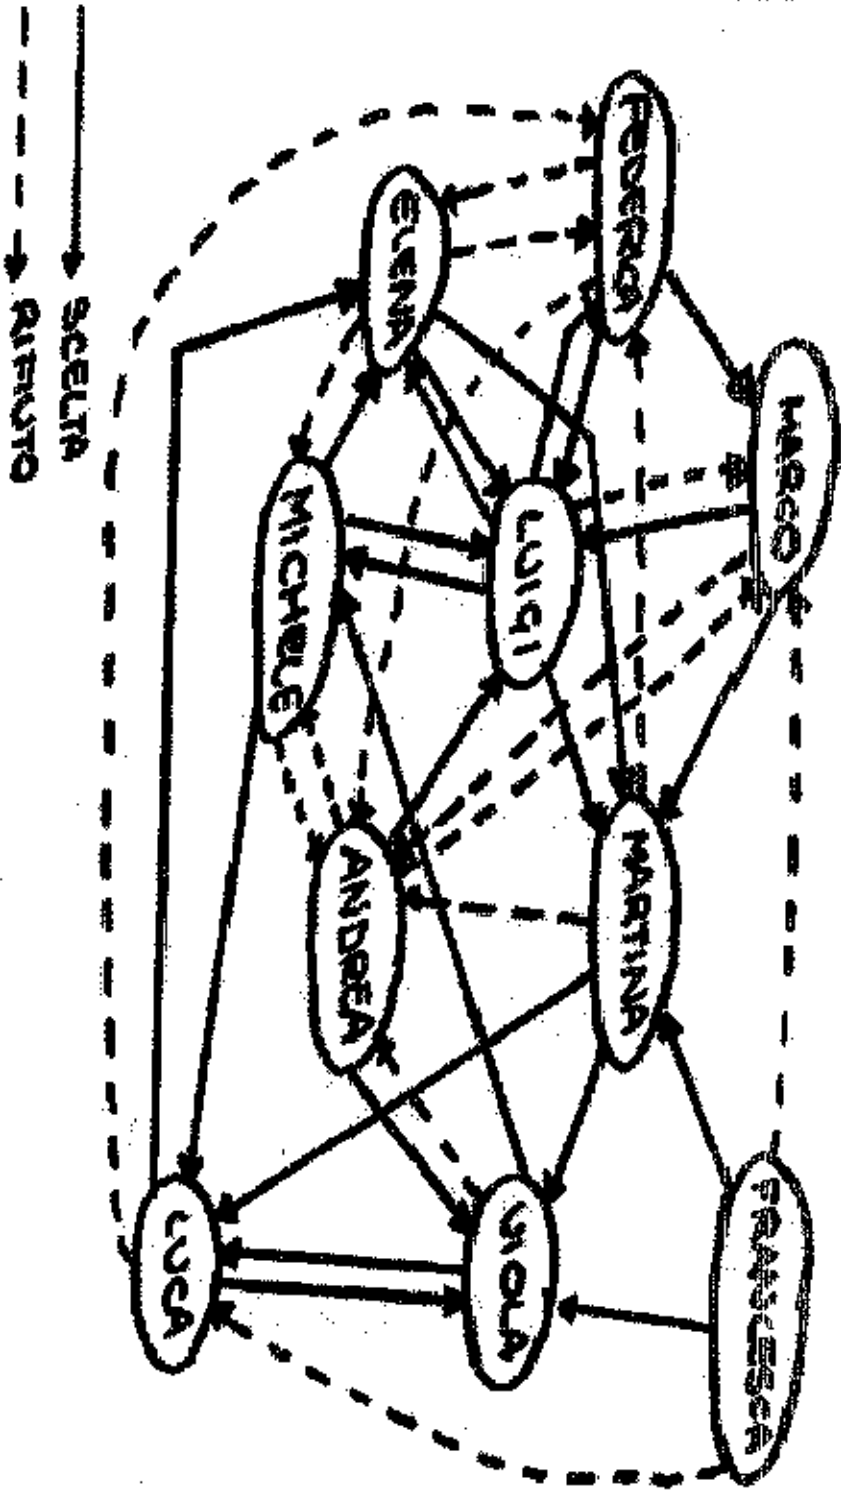 FEDERICA
MARCO
ELENA
LUIGI
MICHELE
MARTINA
ANDREA
VIOLA
FRANCESCA
LUCA
SCELTA
RIFIUTO